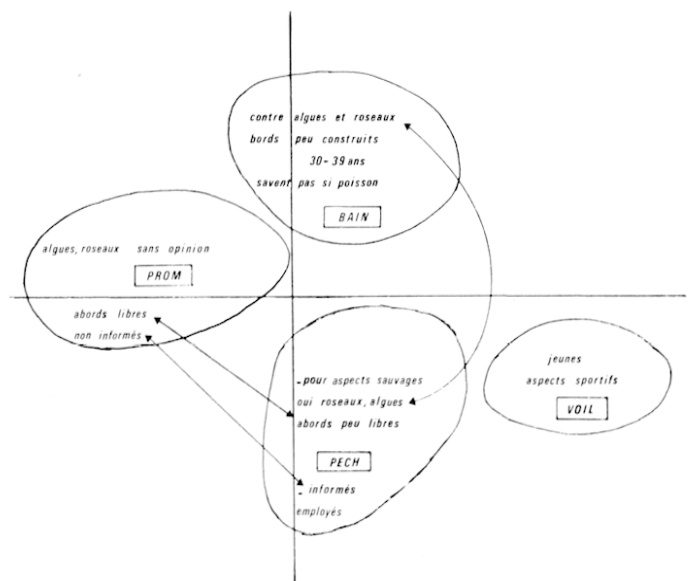 contre algues et roseaux
bords peu construits
30-39 ans
savent pas si poisson
BAIN
algues, roseaux sans opinion
PROM
abords libres
non informés
-pour aspects sauvages
oui roseaux, algues
abords peu libres
PECH
- informés
employés
jeunes
aspects sportifs
VOIL